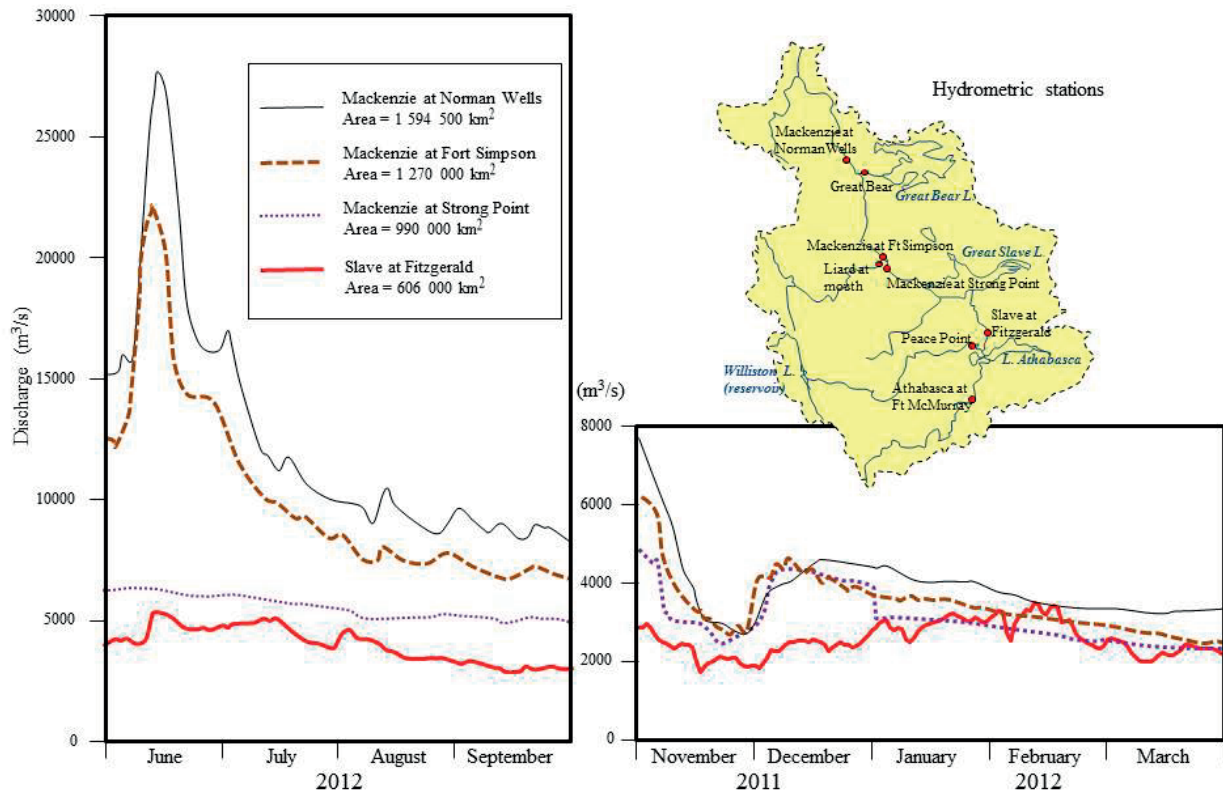 30000
25000
20000
15000
10000
5000
0
Discharge (m³/s)
Mackenzie at Norman Wells
Area = 1 594 500 km²
Mackenzie at Fort Simpson
Area = 1 270 000 km²
Mackenzie at Strong Point
Area = 990 000 km²
Slave at Fitzgerald
Area = 606 000 km²
June
July
August
September
2012
Hydrometric stations
Mackenzie at
Norman Wells
Great Bear
Great Bear L.
Mackenzie at Ft Simpson
Great Slave L.
Liard at
mouth
Mackenzie at Strong Point
Slave at
Fitzgerald
Peace Point
L. Athabasca
Williston L.
(reservoir)
Athabasca at
Ft McMurray
(m³/s)
8000
6000
4000
2000
0
November
December
January
February
March
2011
2012